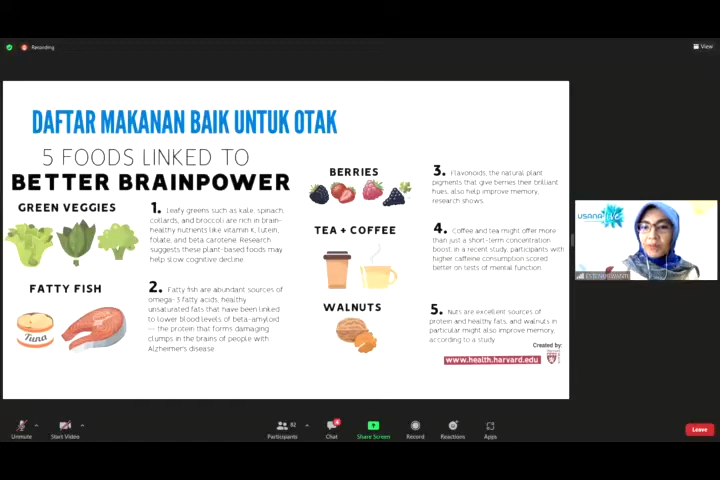 Recording
View
DAFTAR MAKANAN BAIK UNTUK OTAK
5 FOODS LINKED TO
BETTER BRAINPOWER
GREEN VEGGIES
1. Leafy greens such as kale, spinach,
collards, and broccoli are rich in brain-
healthy nutrients like vitamin K, lutein,
folate, and beta carotene. Research
suggests these plant-based foods may
help slow cognitive decline.
FATTY FISH
Tuna
2. Fatty fish are abundant sources of
omega-3 fatty acids, healthy
unsaturated fats that have been linked
to lower blood levels of beta-amyloid
— the protein that forms damaging
clumps in the brains of people with
Alzheimer's disease
BERRIES
3. Flavonoids, the natural plant
pigments that give berries their brilliant
hues, also help improve memory,
research shows.
TEA + COFFEE
4. Coffee and tea might offer more
than just a short-term concentration
boost. In a recent study, participants with
higher caffeine consumption scored
better on tests of mental function.
WALNUTS
5. Nuts are excellent sources of
protein and healthy fats, and walnuts in
particular might also improve memory,
according to a study
Created by:
www.health.harvard.edu
usana live
Unmute
Start Video
82
Participants
Chat
Share Screen
Record
Reactions
Apps
Leave